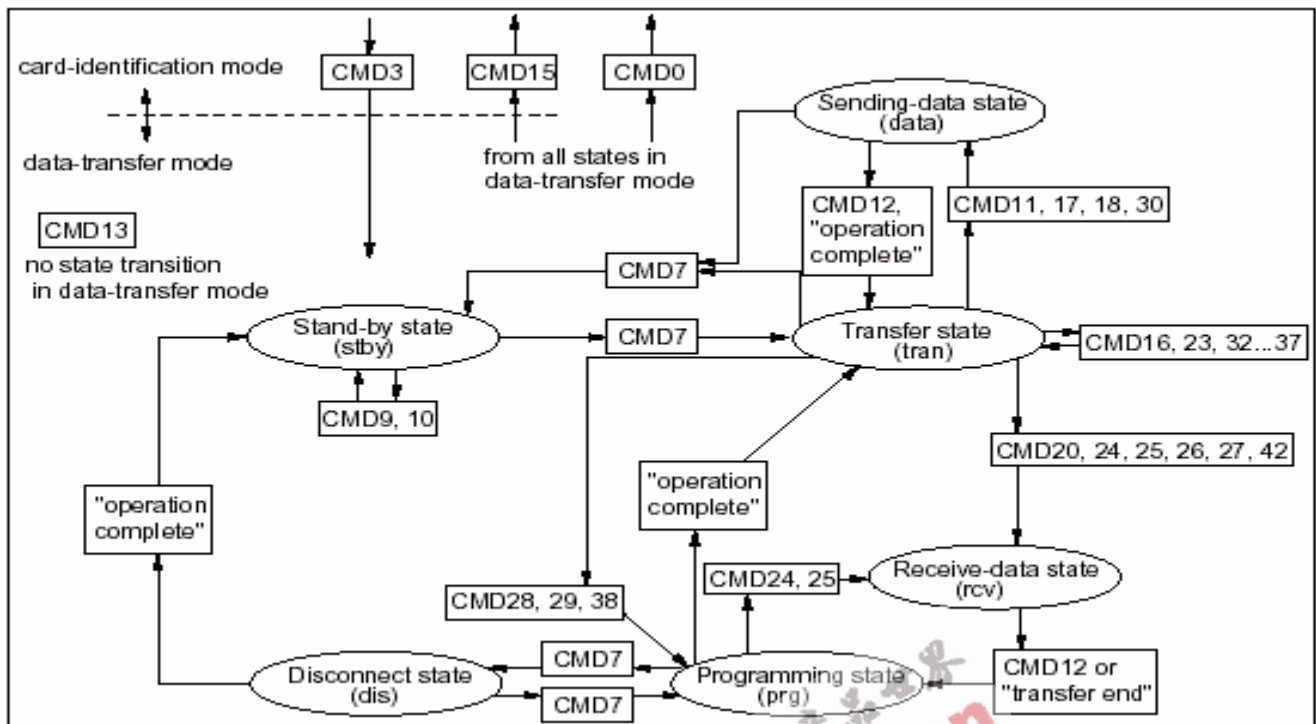 card-identification mode
CMD3
CMD15
CMD0
data-transfer mode
from all states in
data-transfer mode
Sending-data state
(data)
CMD13
no state transition
in data-transfer mode
CMD12,
"operation
complete"
CMD11, 17, 18, 30
CMD7
Stand-by state
(stby)
CMD7
Transfer state
(tran)
CMD16, 23, 32...37
CMD9, 10
CMD20, 24, 25, 26, 27, 42
"operation
complete"
"operation
complete"
CMD28, 29, 38
CMD24, 25
Receive-data state
(rcv)
Disconnect state
(dis)
CMD7
CMD7
Programming state
(prg)
CMD12 or
"transfer end"